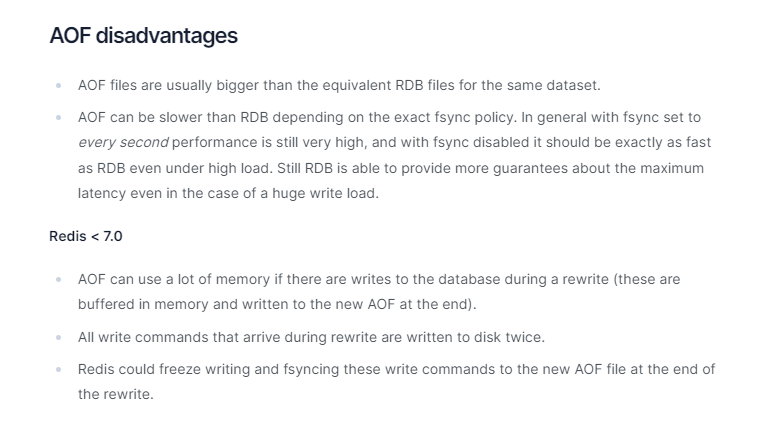 AOF disadvantages
AOF files are usually bigger than the equivalent RDB files for the same dataset.
AOF can be slower than RDB depending on the exact fsync policy. In general with fsync set to
every second performance is still very high, and with fsync disabled it should be exactly as fast
as RDB even under high load. Still RDB is able to provide more guarantees about the maximum
latency even in the case of a huge write load.
Redis < 7.0
AOF can use a lot of memory if there are writes to the database during a rewrite (these are
buffered in memory and written to the new AOF at the end).
All write commands that arrive during rewrite are written to disk twice.
Redis could freeze writing and fsyncing these write commands to the new AOF file at the end of
the rewrite.